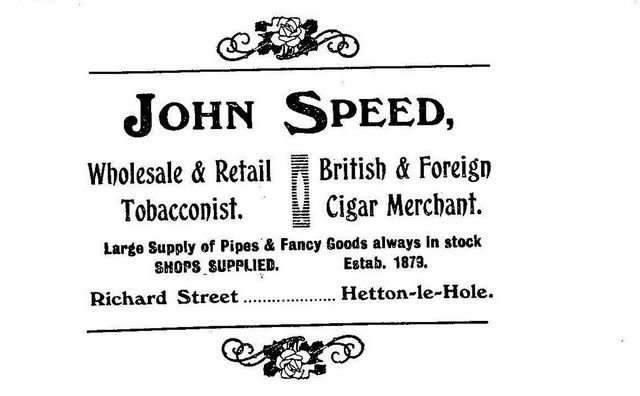 JOHN SPEED,
Wholesale & Retail Tobacconist.
British & Foreign Cigar Merchant.
Large Supply of Pipes & Fancy Goods always in stock
SHOPS SUPPLIED. Estab. 1879.
Richard Street .................... Hetton-le-Hole.